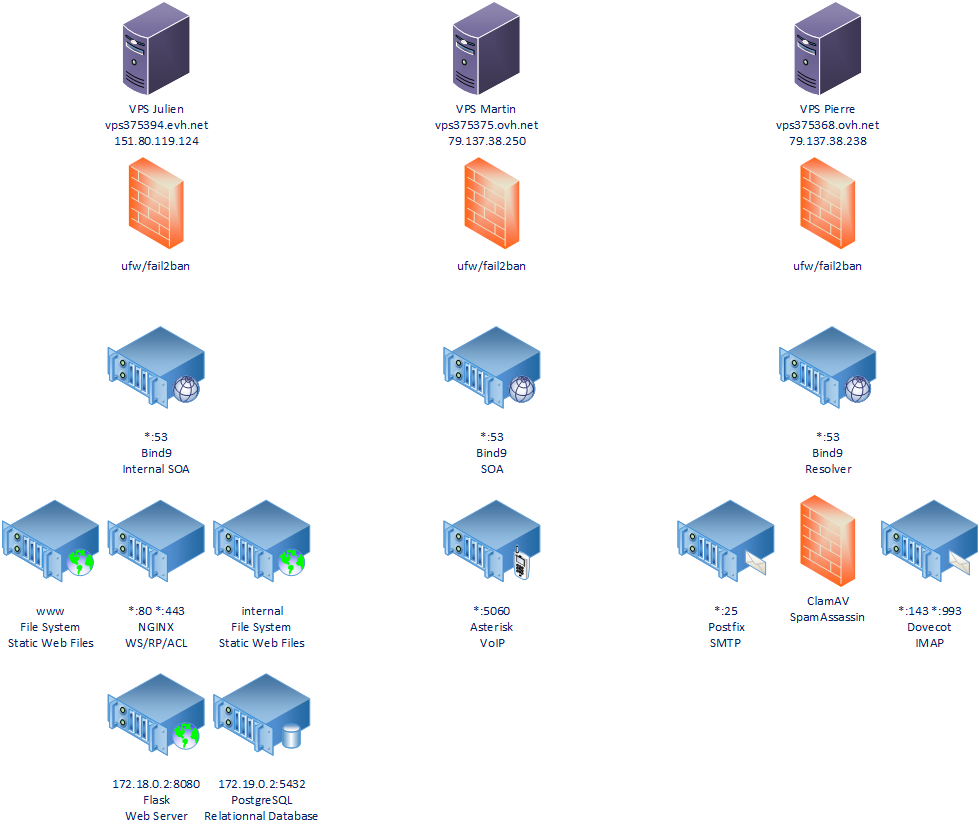 VPS Julien
vps375394.evh.net
151.80.119.124
VPS Martin
vps375375.ovh.net
79.137.38.250
VPS Pierre
vps375368.ovh.net
79.137.38.238
ufw/fail2ban
ufw/fail2ban
ufw/fail2ban
*:53
Bind9
Internal SOA
*:53
Bind9
SOA
*:53
Bind9
Resolver
www
File System
Static Web Files
*:80 *:443
NGINX
WS/RP/ACL
internal
File System
Static Web Files
*:5060
Asterisk
VoIP
*:25
Postfix
SMTP
ClamAV
SpamAssassin
*:143 *:993
Dovecot
IMAP
172.18.0.2:8080
Flask
Web Server
172.19.0.2:5432
PostgreSQL
Relationnal Database